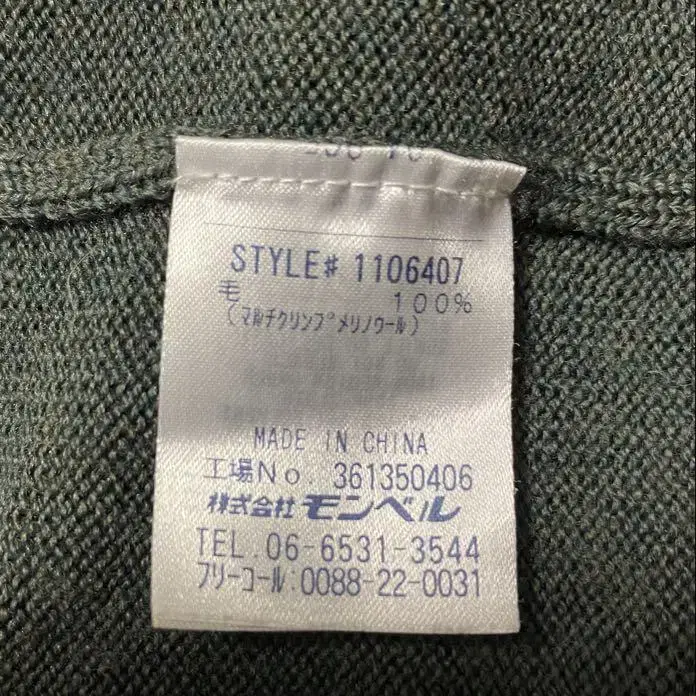 STYLE# 1106407
毛 100%
(マルチクリンプメリノウール)
MADE IN CHINA
工場No. 361350406
株式会社 モンベル
TEL.06-6531-3544
フリーコール:0088-22-0031